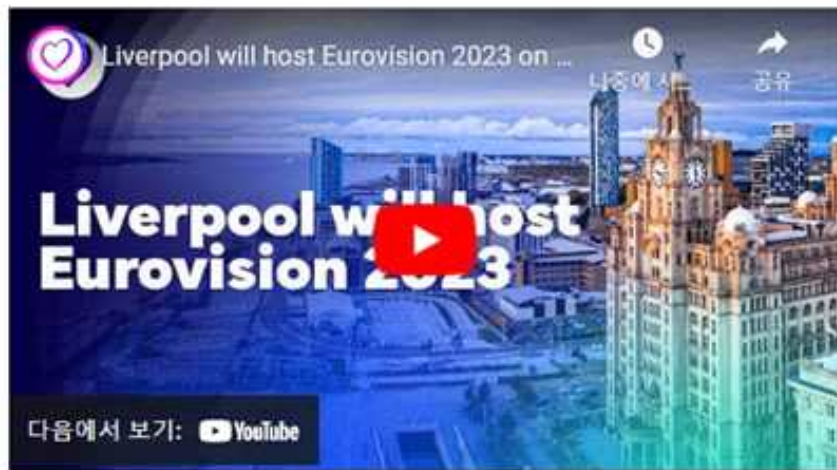 Liverpool will host Eurovision 2023 on ...
나중에 시...
공유
Liverpool will host
Eurovision 2023
다음에서 보기: YouTube